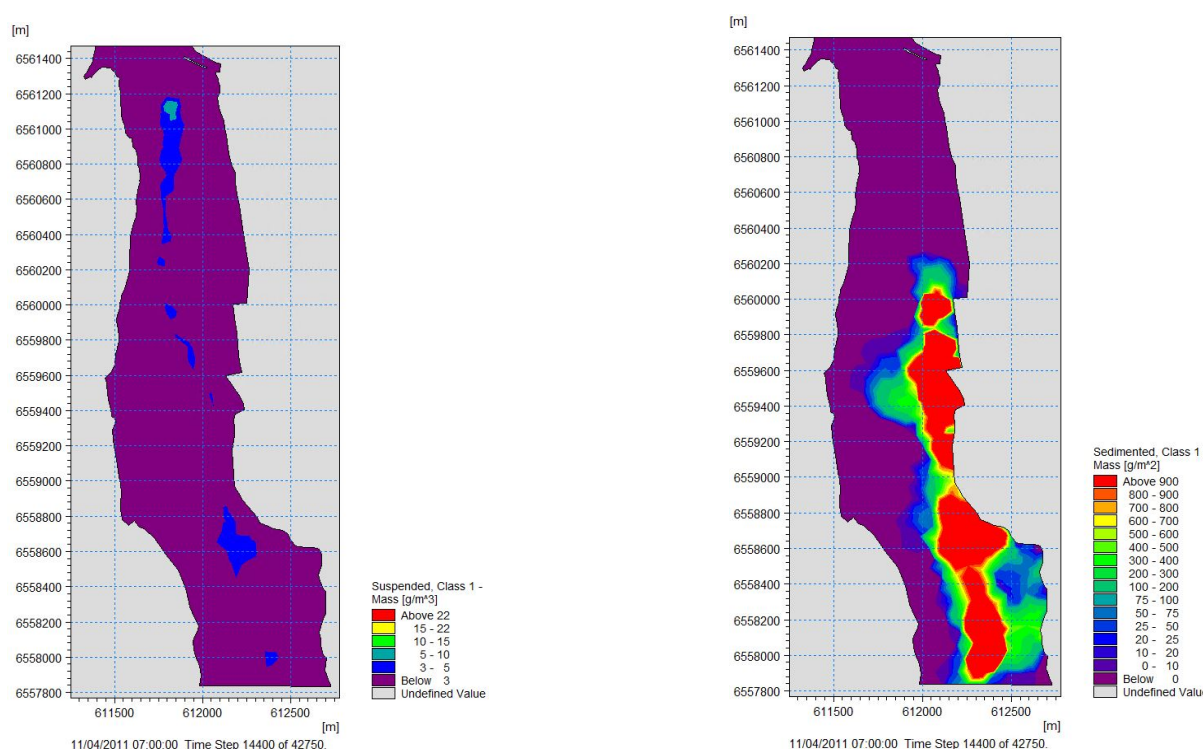 [m]
6561400
6561200
6561000
6560800
6560600
6560400
6560200
6560000
6559800
6559600
6559400
6559200
6559000
6558800
6558600
6558400
6558200
6558000
6557800
611500 612000 612500
[m]
11/04/2011 07:00:00 Time Step 14400 of 42750.
Suspended, Class 1 -
Mass [g/m^3]
Above 22
15 - 22
10 - 15
5 - 10
3 - 5
Below 3
Undefined Value
[m]
6561400
6561200
6561000
6560800
6560600
6560400
6560200
6560000
6559800
6559600
6559400
6559200
6559000
6558800
6558600
6558400
6558200
6558000
6557800
611500 612000 612500
[m]
11/04/2011 07:00:00 Time Step 14400 of 42750.
Sedimented, Class 1
Mass [g/m^2]
Above 900
800 - 900
700 - 800
600 - 700
500 - 600
400 - 500
300 - 400
200 - 300
100 - 200
75 - 100
50 - 75
25 - 50
20 - 25
10 - 20
0 - 10
Below 0
Undefined Value